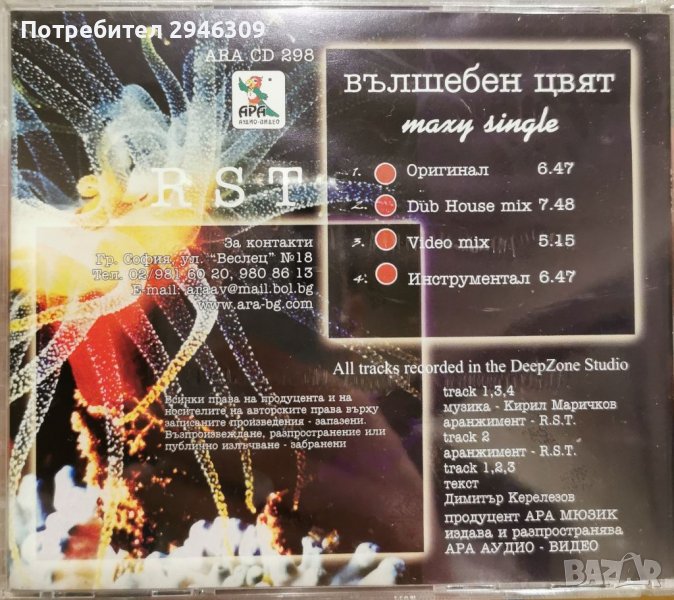 Потребител 2946309
ARA CD 298
АРА
АУДИО-ВИДЕО
R S T
ВЪЛШЕБЕН ЦВЯТ
maxy single
1. Оригинал 6.47
2. Dub House mix 7.48
3. Video mix 5.15
4. Инструментал 6.47
За контакти
Гр. София, ул. "Веслец" №18
Тел. 02/981 60 20, 980 86 13
E-mail: araav@mail.bol.bg
www.ara-bg.com
All tracks recorded in the DeepZone Studio
Всички права на продуцента и на
носителите на авторските права върху
записаните произведения - запазени.
Възпроизвеждане, разпространение или
публично излъчване - забранени
track 1,3,4
музика - Кирил Маричков
аранжимент - R.S.T.
track 2
аранжимент - R.S.T.
track 1,2,3
текст
Димитър Керелезов
продуцент АРА МЮЗИК
издава и разпространява
АРА АУДИО - ВИДЕО
BAZAR